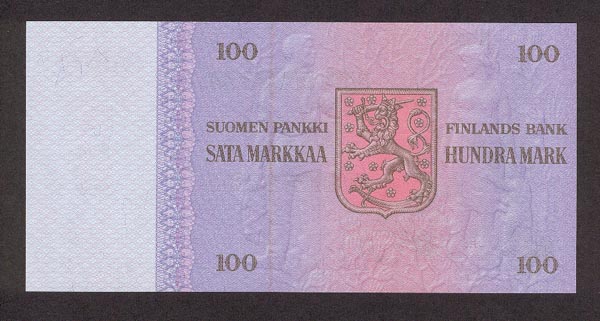 100 100
SUOMEN PANKKI FINLANDS BANK
SATA MARKKAA HUNDRA MARK
100 100